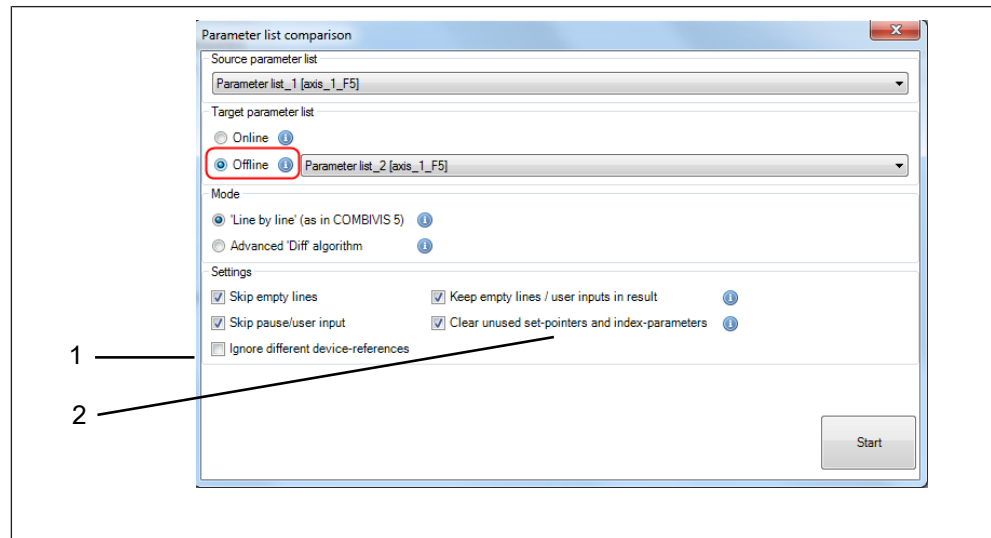 Parameter list comparison
Source parameter list
Parameter list_1 [axis_1_F5]
Target parameter list
Online
Offline Parameter list_2 [axis_1_F5]
Mode
'Line by line' (as in COMBIVIS 5)
Advanced 'Diff' algorithm
Settings
Skip empty lines Keep empty lines / user inputs in result
Skip pause/user input Clear unused set-pointers and index-parameters
1 Ignore different device-references
2
Start